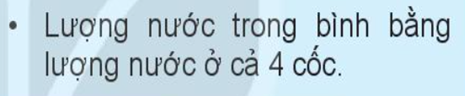 • Lượng nước trong bình bằng
lượng nước ở cả 4 cốc.